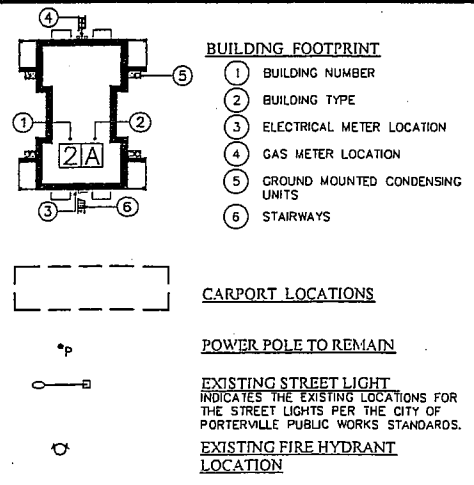 4
BUILDING FOOTPRINT
1 BUILDING NUMBER
5
2 BUILDING TYPE
1
2
3 ELECTRICAL METER LOCATION
2 A
4 GAS METER LOCATION
5 GROUND MOUNTED CONDENSING
UNITS
3
6
6 STAIRWAYS
CARPORT LOCATIONS
P
POWER POLE TO REMAIN
EXISTING STREET LIGHT
INDICATES THE EXISTING LOCATIONS FOR
THE STREET LIGHTS PER THE CITY OF
PORTERVILLE PUBLIC WORKS STANDARDS.
EXISTING FIRE HYDRANT
LOCATION